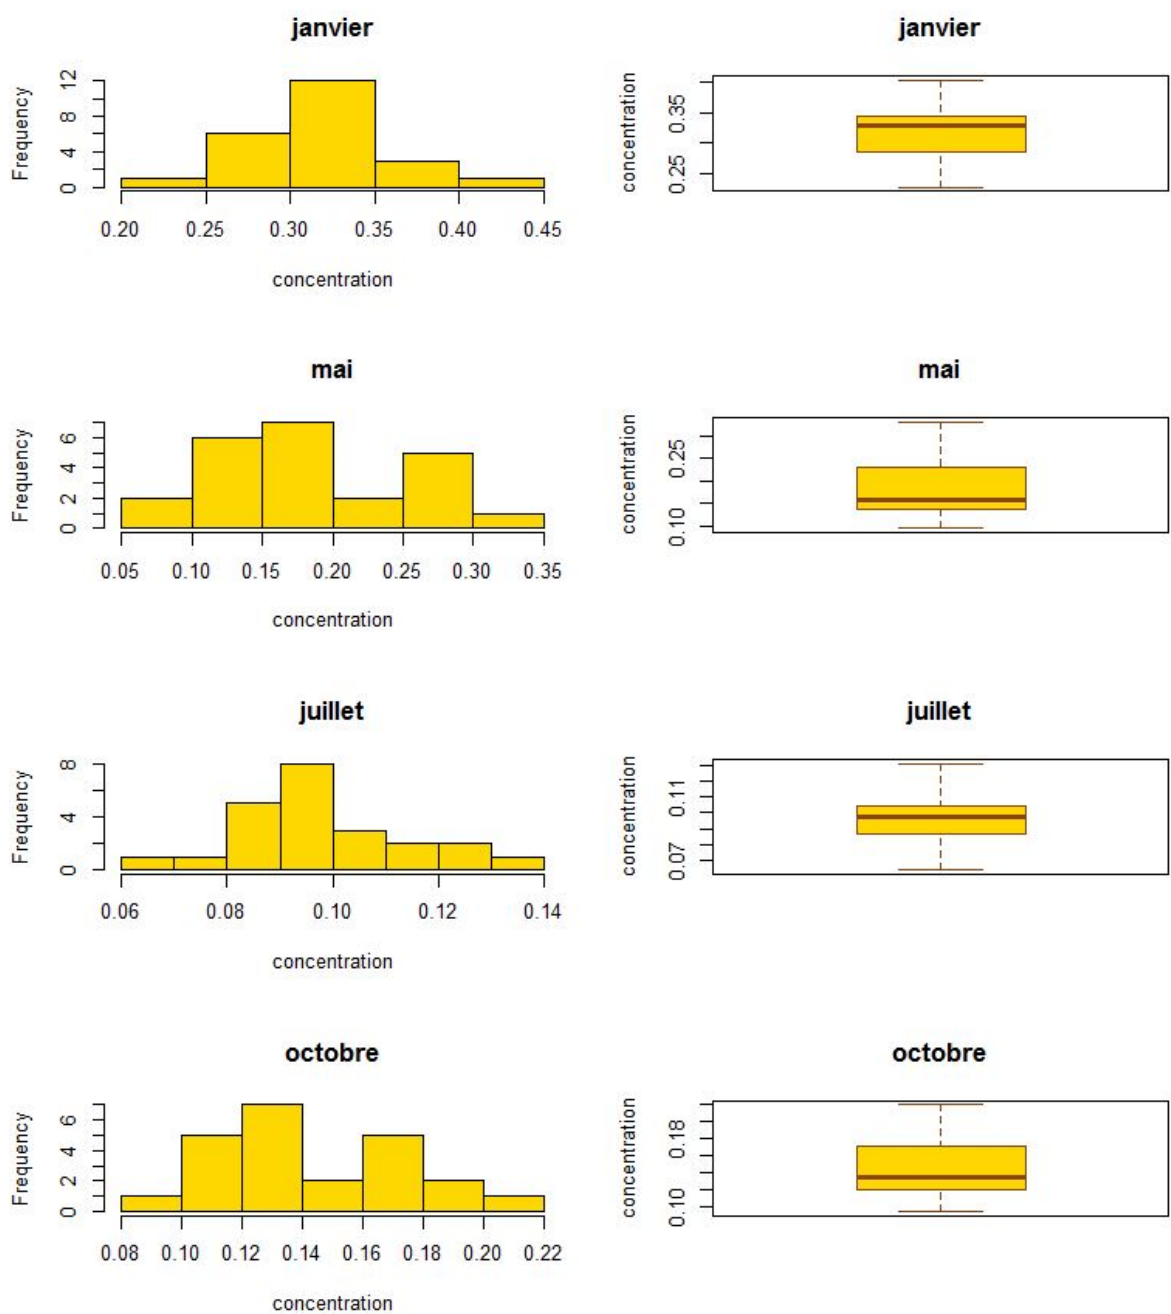 janvier
Frequency
12
8
4
0
0.20 0.25 0.30 0.35 0.40 0.45
concentration
janvier
concentration
0.35
0.25
mai
Frequency
6
4
2
0
0.05 0.10 0.15 0.20 0.25 0.30 0.35
concentration
mai
concentration
0.25
0.10
juillet
Frequency
8
4
0
0.06 0.08 0.10 0.12 0.14
concentration
juillet
concentration
0.11
0.07
octobre
Frequency
6
4
2
0
0.08 0.10 0.12 0.14 0.16 0.18 0.20 0.22
concentration
octobre
concentration
0.18
0.10